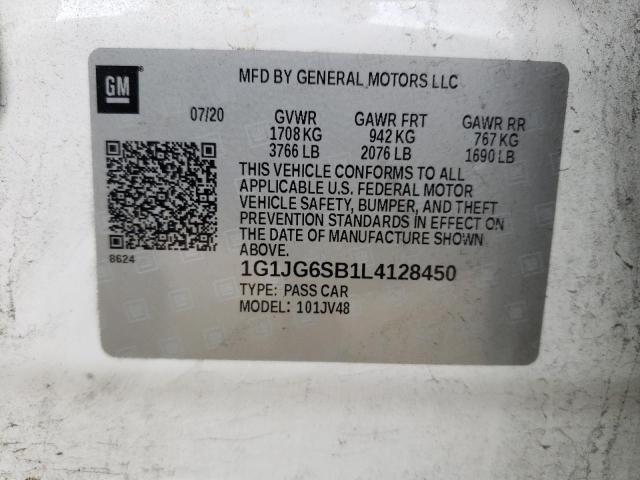 GM
MFD BY GENERAL MOTORS LLC
07/20 GVWR GAWR FRT GAWR RR
1708 KG 942 KG 767 KG
3766 LB 2076 LB 1690 LB
THIS VEHICLE CONFORMS TO ALL
APPLICABLE U.S. FEDERAL MOTOR
VEHICLE SAFETY, BUMPER, AND THEFT
PREVENTION STANDARDS IN EFFECT ON
THE DATE OF MANUFACTURE SHOWN
ABOVE.
8624
1G1JG6SB1L4128450
TYPE: PASS CAR
MODEL: 101JV48